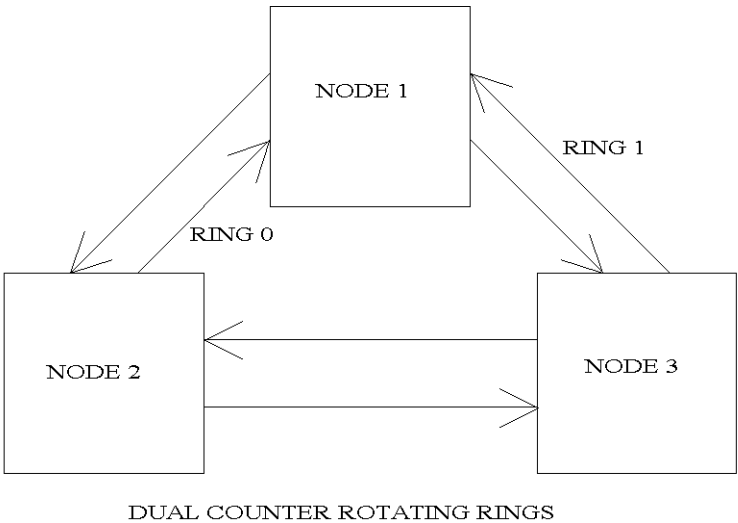 NODE 1
RING 1
RING 0
NODE 2
NODE 3
DUAL COUNTER ROTATING RINGS